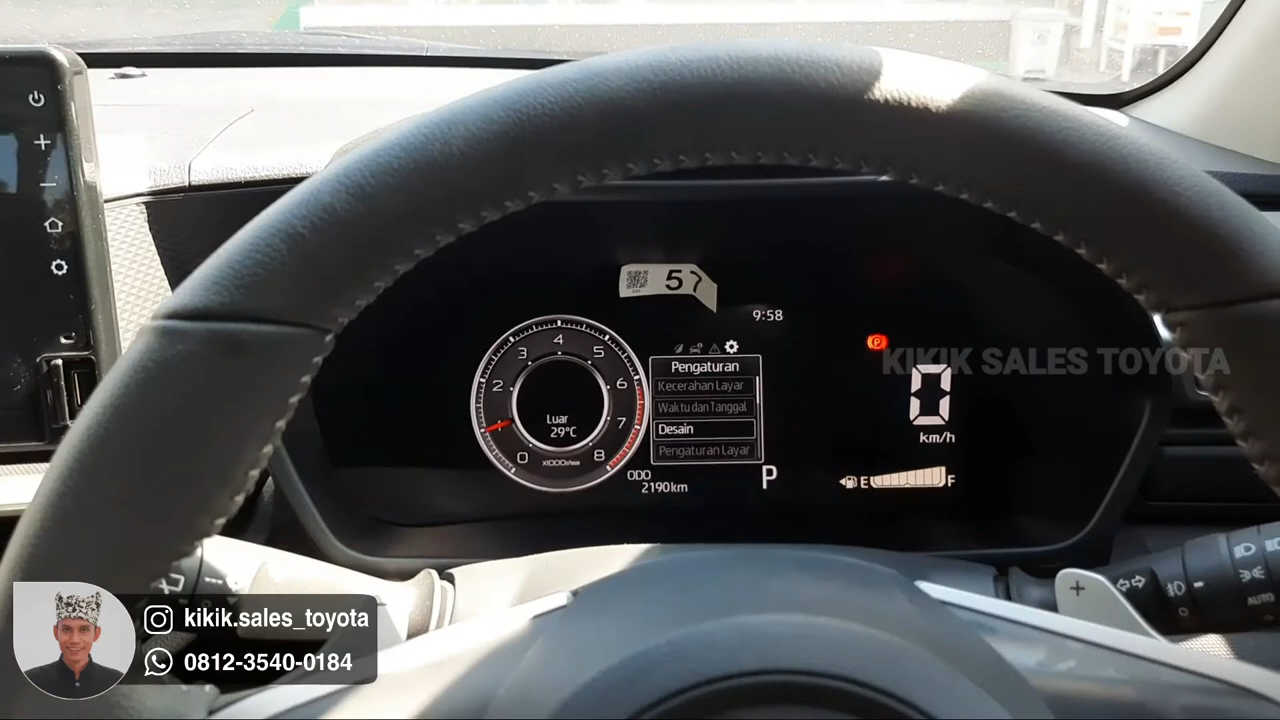 57
9:58
Pengaturan
Kecerahan Layar
Waktu dan Tanggal
Desain
Pengaturan Layar
0
1
2
3
4
5
6
7
8
x1000r/min
Luar
29°C
ODO
2190km
P
P
KIKIK SALES TOYOTA
0
km/h
E
F
+
AUTO
kikik.sales_toyota
0812-3540-0184